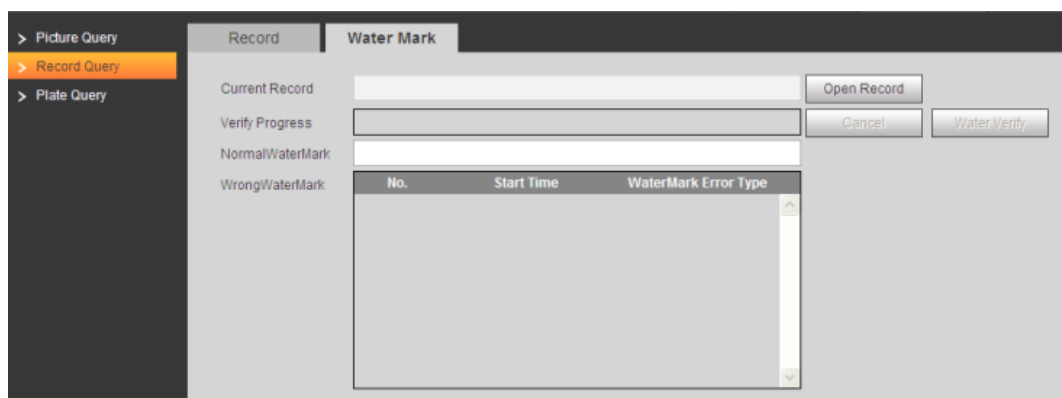 > Picture Query
> Record Query
> Plate Query
Record Water Mark
Current Record Open Record
Verify Progress Cancel Water Verify
NormalWaterMark
WrongWaterMark No. Start Time WaterMark Error Type